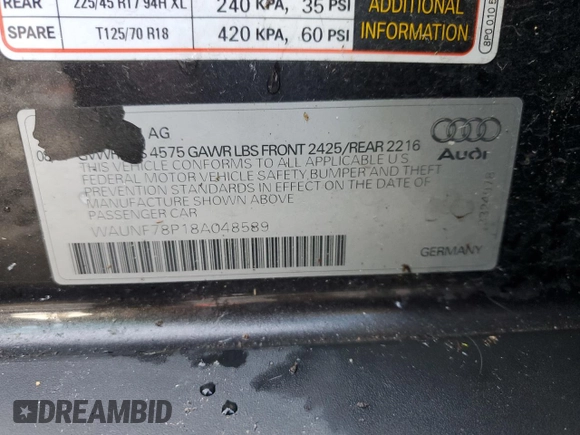 REAR 225/45 R17 94H XL 240 KPA, 35 PSI
SPARE T125/70 R18 420 KPA, 60 PSI
ADDITIONAL
INFORMATION
8P0 010
AG
4575 GAWR LBS FRONT 2425/REAR 2216
THIS VEHICLE CONFORMS TO ALL APPLICABLE U.S.
FEDERAL MOTOR VEHICLE SAFETY, BUMPER AND THEFT
PREVENTION STANDARDS IN EFFECT ON THE DATE OF
MANUFACTURE SHOWN ABOVE
PASSENGER CAR
WAUNF78P18A048589
Audi
GERMANY
DREAMBID